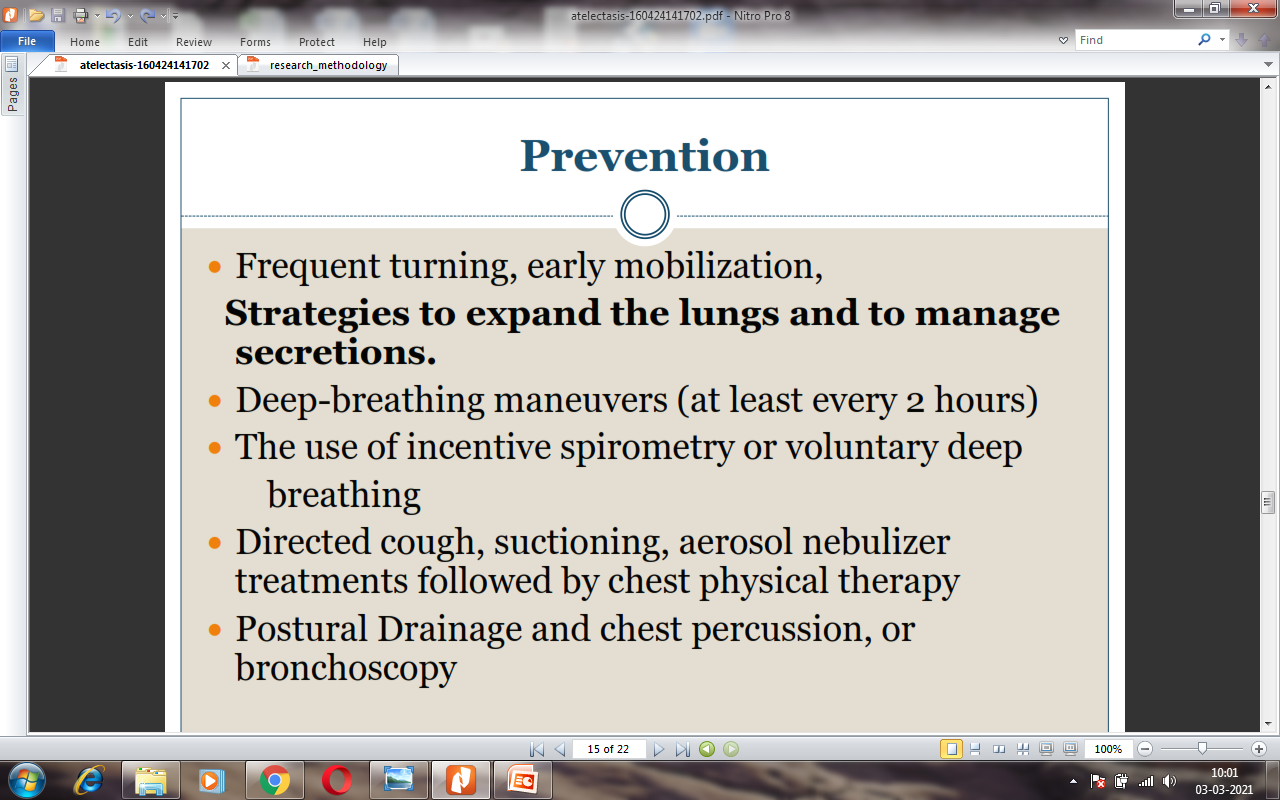 atelectasis-160424141702.pdf - Nitro Pro 8
File Home Edit Review Forms Protect Help Find
atelectasis-160424141702 research_methodology
Pages
Prevention
Frequent turning, early mobilization,
Strategies to expand the lungs and to manage
secretions.
Deep-breathing maneuvers (at least every 2 hours)
The use of incentive spirometry or voluntary deep
breathing
Directed cough, suctioning, aerosol nebulizer
treatments followed by chest physical therapy
Postural Drainage and chest percussion, or
bronchoscopy
15 of 22 100%
10:01
03-03-2021